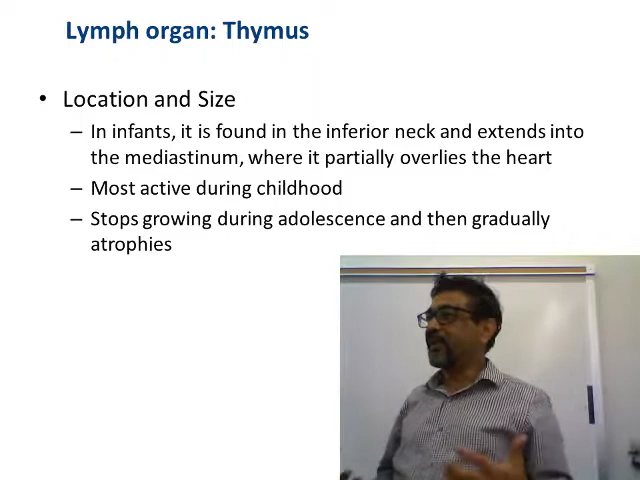 Lymph organ: Thymus
• Location and Size
– In infants, it is found in the inferior neck and extends into
the mediastinum, where it partially overlies the heart
– Most active during childhood
– Stops growing during adolescence and then gradually
atrophies